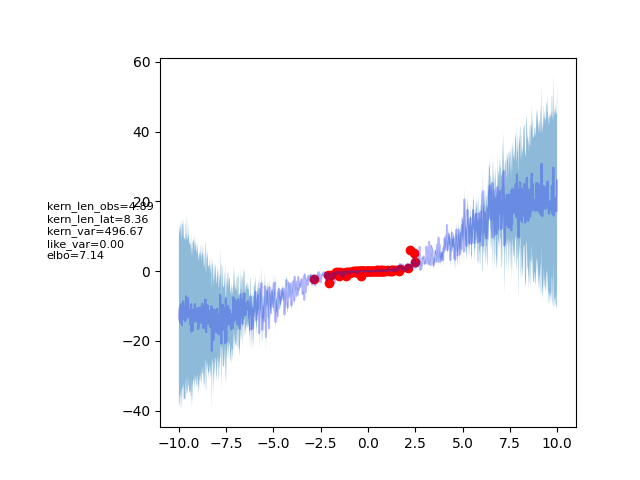 60
40
20
0
−20
−40
kern_len_obs=4.89
kern_len_lat=8.36
kern_var=496.67
like_var=0.00
elbo=7.14
−10.0 −7.5 −5.0 −2.5 0.0 2.5 5.0 7.5 10.0